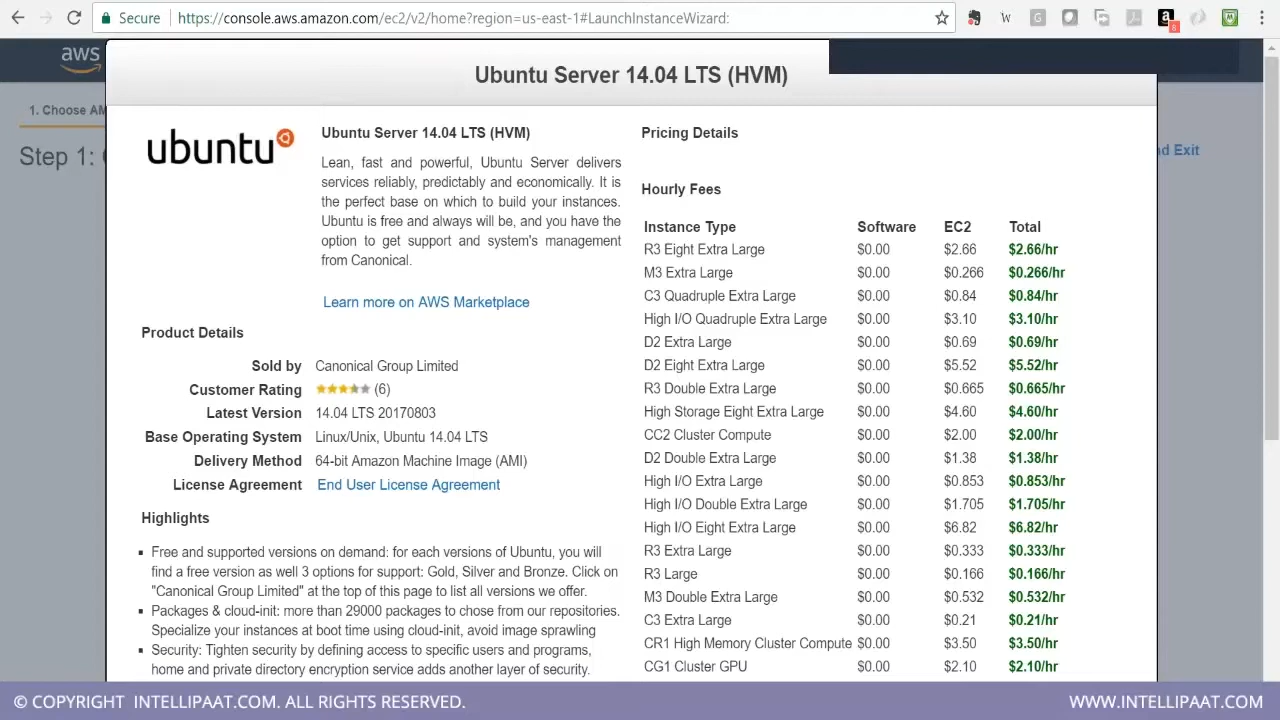 Secure https://console.aws.amazon.com/ec2/v2/home?region=us-east-1#LaunchInstanceWizard:
aws
Ubuntu Server 14.04 LTS (HVM)
1. Choose AM
Step 1:
nd Exit
ubuntu
Ubuntu Server 14.04 LTS (HVM)
Lean, fast and powerful, Ubuntu Server delivers
services reliably, predictably and economically. It is
the perfect base on which to build your instances.
Ubuntu is free and always will be, and you have the
option to get support and system's management
from Canonical.
Learn more on AWS Marketplace
Product Details
Sold by Canonical Group Limited
Customer Rating (6)
Latest Version 14.04 LTS 20170803
Base Operating System Linux/Unix, Ubuntu 14.04 LTS
Delivery Method 64-bit Amazon Machine Image (AMI)
License Agreement End User License Agreement
Highlights
Free and supported versions on demand: for each versions of Ubuntu, you will
find a free version as well 3 options for support: Gold, Silver and Bronze. Click on
"Canonical Group Limited" at the top of this page to list all versions we offer.
Packages & cloud-init: more than 29000 packages to chose from our repositories.
Specialize your instances at boot time using cloud-init, avoid image sprawling
Security: Tighten security by defining access to specific users and programs,
home and private directory encryption service adds another layer of security.
Pricing Details
Hourly Fees
Instance Type Software EC2 Total
R3 Eight Extra Large $0.00 $2.66 $2.66/hr
M3 Extra Large $0.00 $0.266 $0.266/hr
C3 Quadruple Extra Large $0.00 $0.84 $0.84/hr
High I/O Quadruple Extra Large $0.00 $3.10 $3.10/hr
D2 Extra Large $0.00 $0.69 $0.69/hr
D2 Eight Extra Large $0.00 $5.52 $5.52/hr
R3 Double Extra Large $0.00 $0.665 $0.665/hr
High Storage Eight Extra Large $0.00 $4.60 $4.60/hr
CC2 Cluster Compute $0.00 $2.00 $2.00/hr
D2 Double Extra Large $0.00 $1.38 $1.38/hr
High I/O Extra Large $0.00 $0.853 $0.853/hr
High I/O Double Extra Large $0.00 $1.705 $1.705/hr
High I/O Eight Extra Large $0.00 $6.82 $6.82/hr
R3 Extra Large $0.00 $0.333 $0.333/hr
R3 Large $0.00 $0.166 $0.166/hr
M3 Double Extra Large $0.00 $0.532 $0.532/hr
C3 Extra Large $0.00 $0.21 $0.21/hr
CR1 High Memory Cluster Compute $0.00 $3.50 $3.50/hr
CG1 Cluster GPU $0.00 $2.10 $2.10/hr
© COPYRIGHT INTELLIPAAT.COM. ALL RIGHTS RESERVED.
WWW.INTELLIPAAT.COM